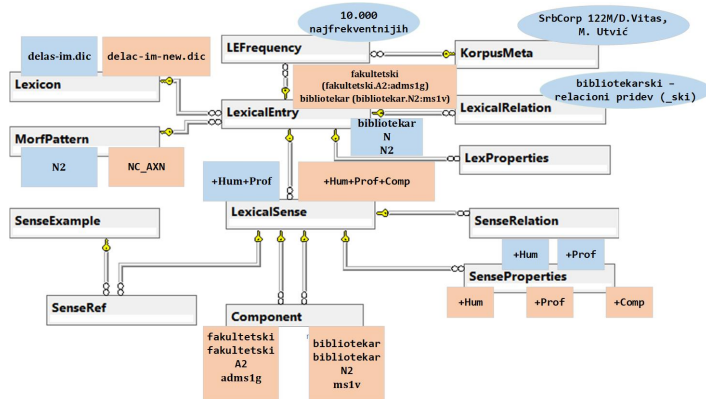 10.000
najfrekventnijih
SrbCorp 122M/D.Vitas,
M. Utvić
delas-im.dic
delac-im-new.dic
LEFrequency
KorpusMeta
Lexicon
fakultetski
(fakultetski.A2:adms1g)
bibliotekar (bibliotekar.N2:ms1v)
bibliotekarski –
relacioni pridev (_ski)
LexicalRelation
LexicalEntry
MorfPattern
bibliotekar
N
N2
N2
NC_AXN
LexProperties
+Hum+Prof
+Hum+Prof+Comp
SenseExample
LexicalSense
SenseRelation
+Hum
+Prof
SenseProperties
+Hum
+Prof
+Comp
SenseRef
Component
fakultetski
fakultetski
A2
adms1g
bibliotekar
bibliotekar
N2
ms1v